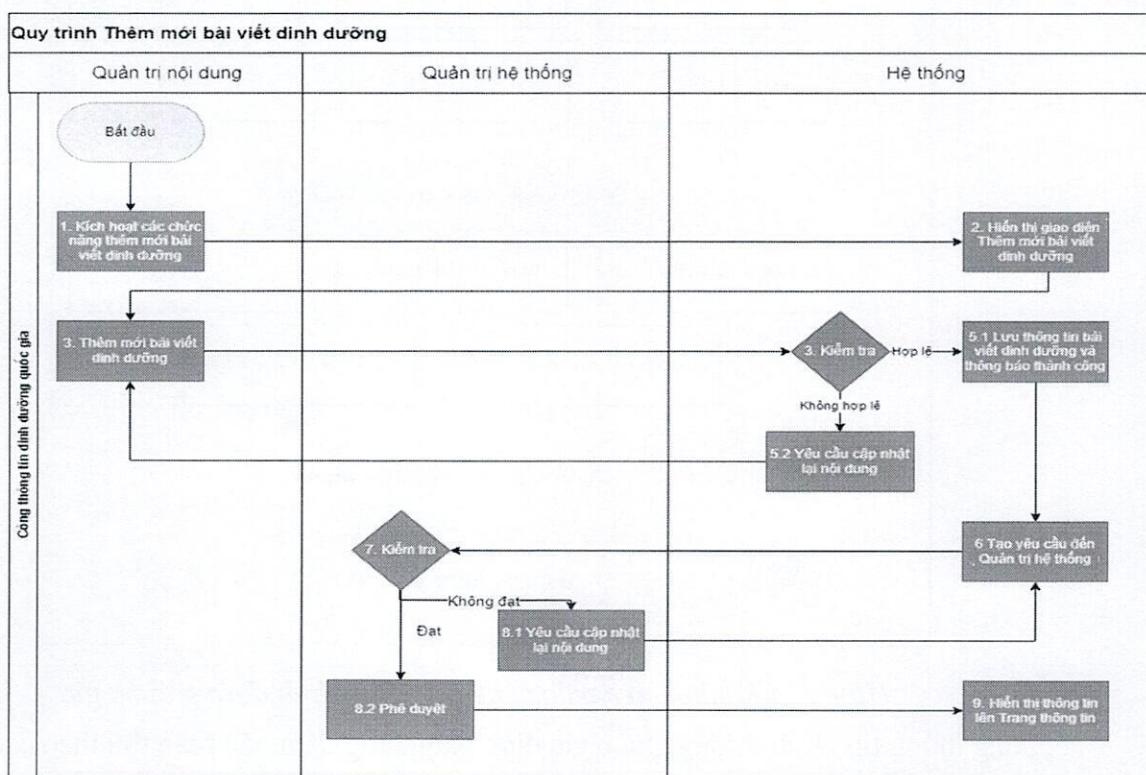 Quy trình Thêm mới bài viết dinh dưỡng
Quản trị nội dung
Quản trị hệ thống
Hệ thống
Cổng thông tin dinh dưỡng quốc gia
Bắt đầu
1. Kích hoạt các chức
năng thêm mới bài
viết dinh dưỡng
2. Hiển thị giao diện
Thêm mới bài viết
dinh dưỡng
3. Thêm mới bài viết
dinh dưỡng
3. Kiểm tra
Hợp lệ
5.1 Lưu thông tin bài
viết dinh dưỡng và
thông báo thành công
Không hợp lệ
5.2 Yêu cầu cập nhật
lại nội dung
7. Kiểm tra
6 Tạo yêu cầu đến
Quản trị hệ thống
Không đạt
Đạt
8.1 Yêu cầu cập nhật
lại nội dung
8.2 Phê duyệt
9. Hiển thị thông tin
lên Trang thông tin